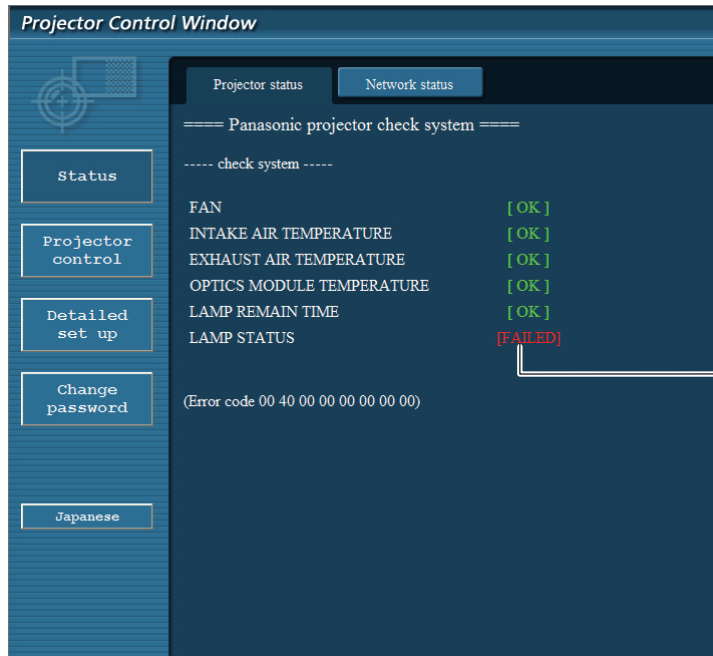 Projector Control Window
Projector status
Network status
==== Panasonic projector check system ====
----- check system -----
Status
FAN [ OK ]
INTAKE AIR TEMPERATURE [ OK ]
Projector
control
EXHAUST AIR TEMPERATURE [ OK ]
OPTICS MODULE TEMPERATURE [ OK ]
Detailed
set up
LAMP REMAIN TIME [ OK ]
LAMP STATUS [FAILED]
Change
password
(Error code 00 40 00 00 00 00 00 00)
Japanese